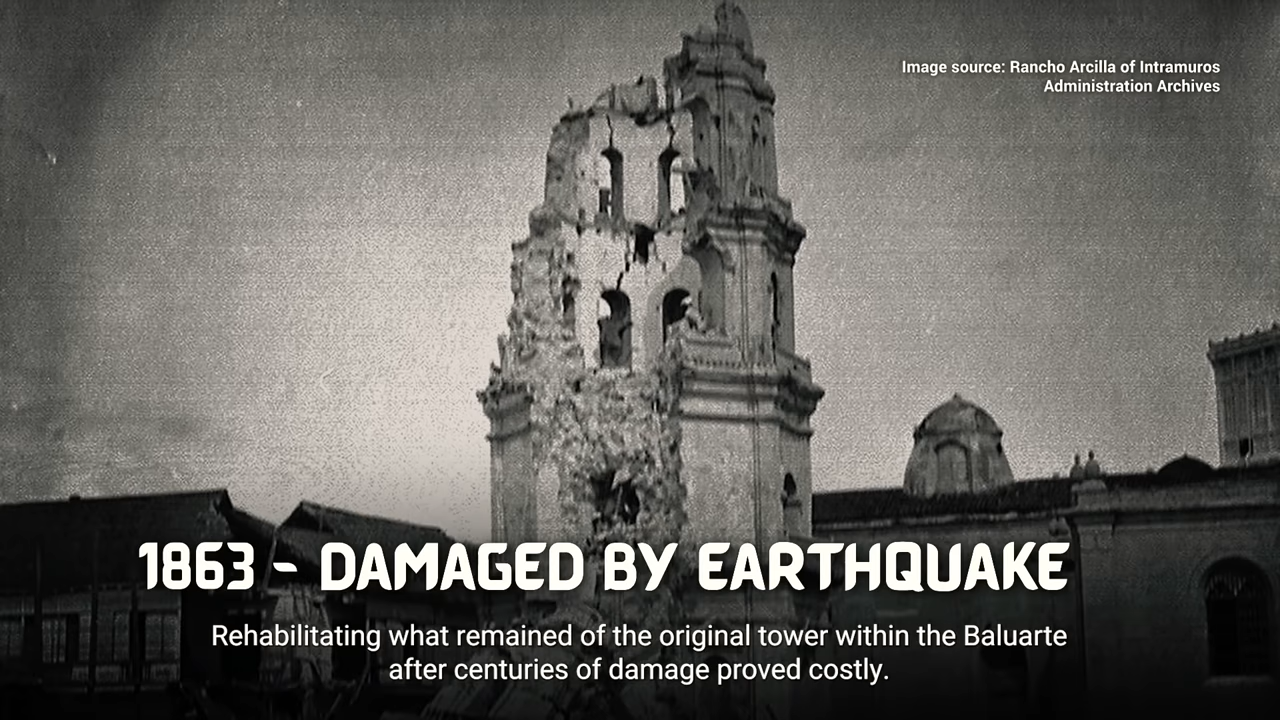 Image source: Rancho Arcilla of Intramuros
Administration Archives
1863 - DAMAGED BY EARTHQUAKE
Rehabilitating what remained of the original tower within the Baluarte
after centuries of damage proved costly.